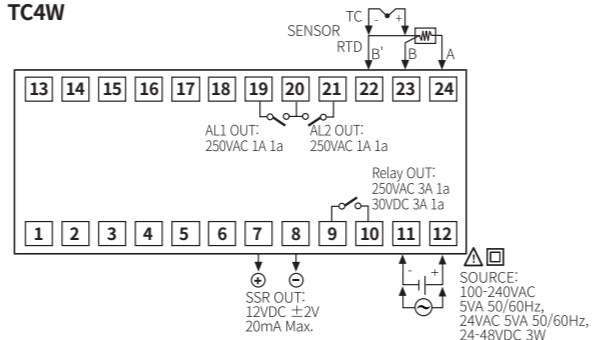 TC4W
TC - +
SENSOR
RTD B' B A
13 14 15 16 17 18 19 20 21 22 23 24
AL1 OUT:
250VAC 1A 1a
AL2 OUT:
250VAC 1A 1a
Relay OUT:
250VAC 3A 1a
30VDC 3A 1a
1 2 3 4 5 6 7 8 9 10 11 12
+ −
SSR OUT:
12VDC ±2V
20mA Max.
- +
SOURCE:
100-240VAC
5VA 50/60Hz,
24VAC 5VA 50/60Hz,
24-48VDC 3W